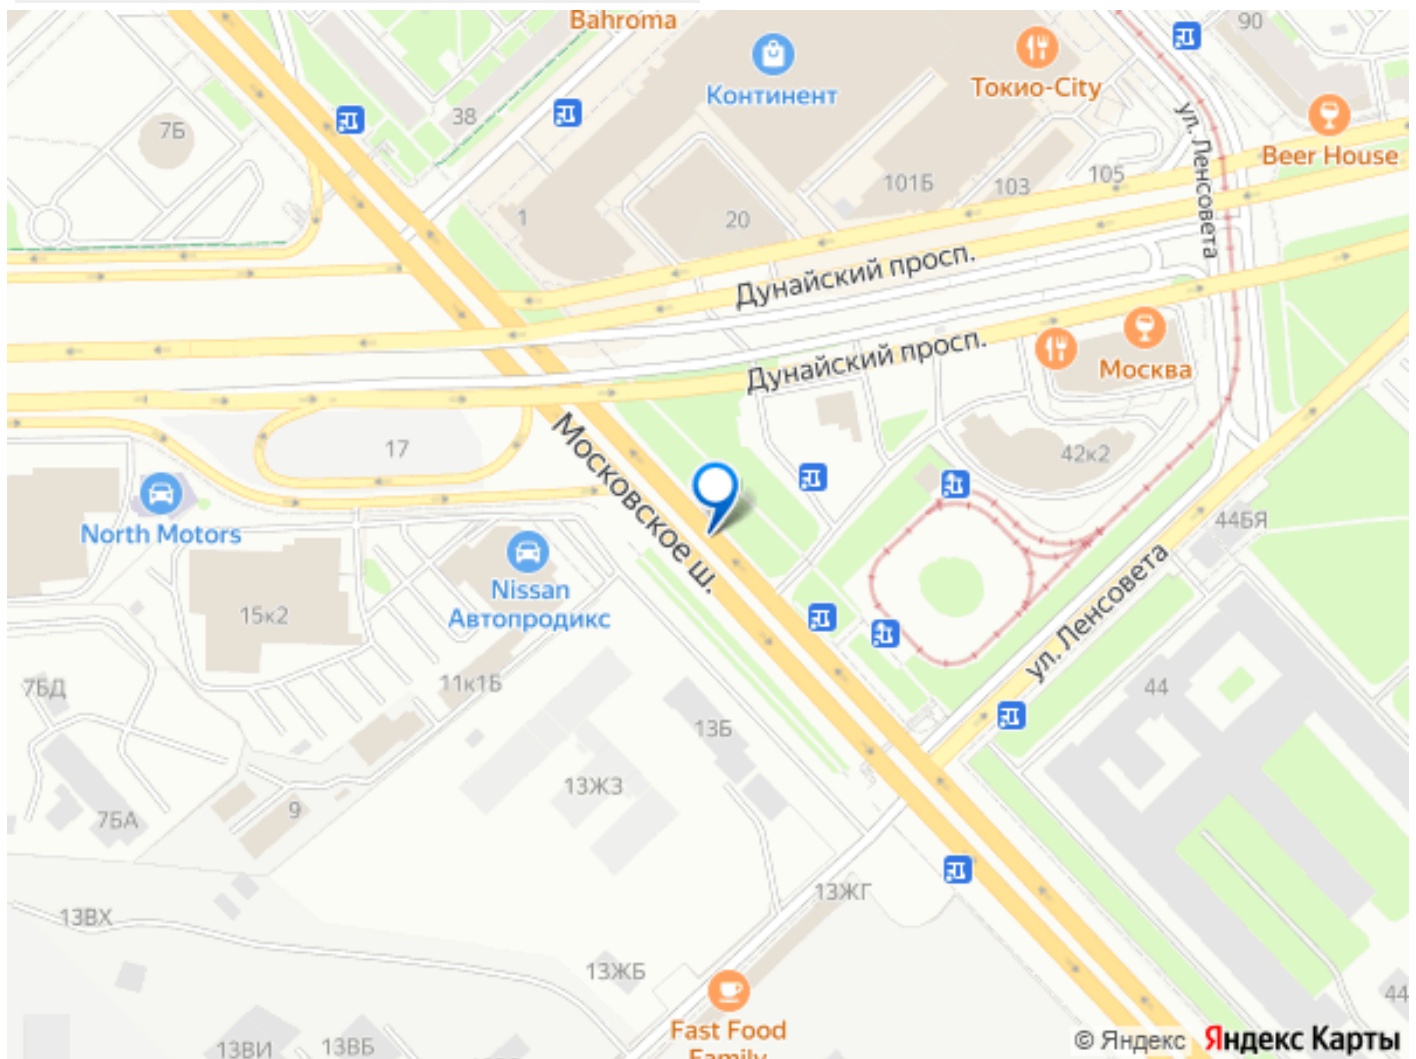 Bahroma
90
Континент
Токио-City
38
7Б
ул. Ленсовета
Beer House
101Б
103
105
1
20
Дунайский просп.
Дунайский просп.
Москва
Московское ш.
17
42к2
North Motors
44БЯ
Nissan
Автопродикс
15к2
ул. Ленсовета
7БД
11к1Б
44
13Б
13ЖЗ
9
7БА
13ЖГ
13ВХ
13ЖБ
44
Fast Food
Family
13ВИ
13ВБ
© Яндекс Яндекс Карты